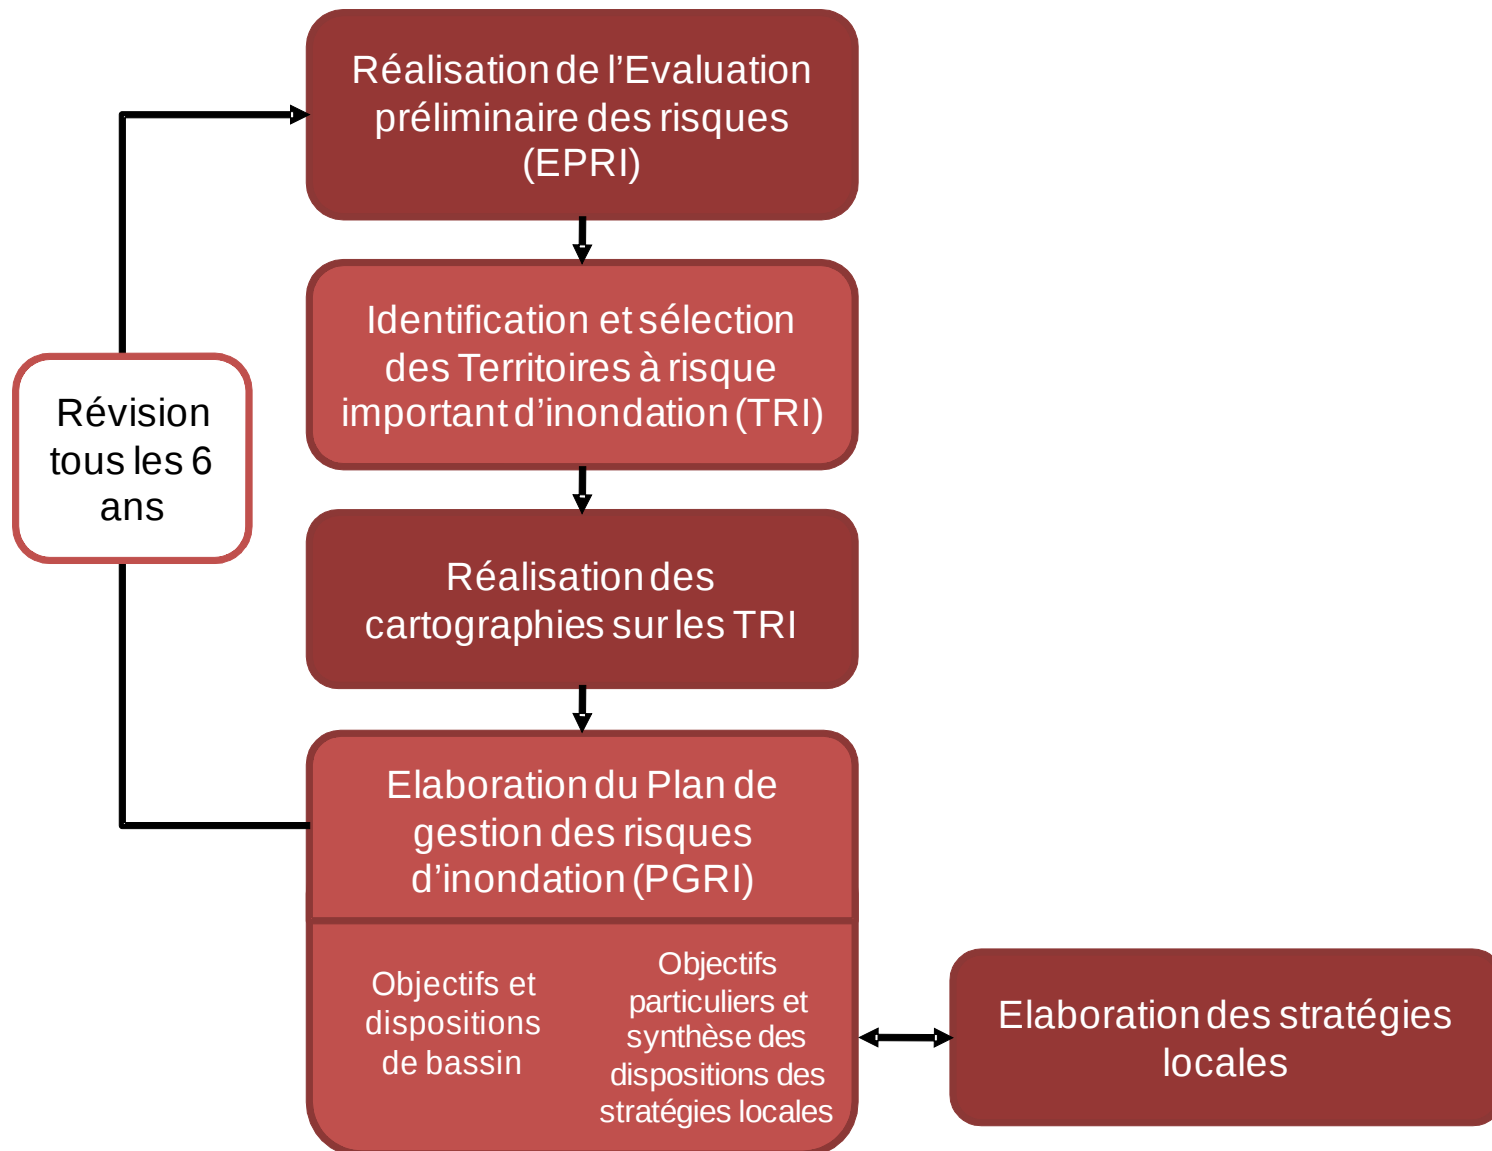 Réalisation de l’Evaluation
préliminaire des risques
(EPRI)
Identification et sélection
des Territoires à risque
important d’inondation (TRI)
Révision
tous les 6
ans
Réalisation des
cartographies sur les TRI
Elaboration du Plan de
gestion des risques
d’inondation (PGRI)
Objectifs et
dispositions
de bassin
Objectifs
particuliers et
synthèse des
dispositions des
stratégies locales
Elaboration des stratégies
locales